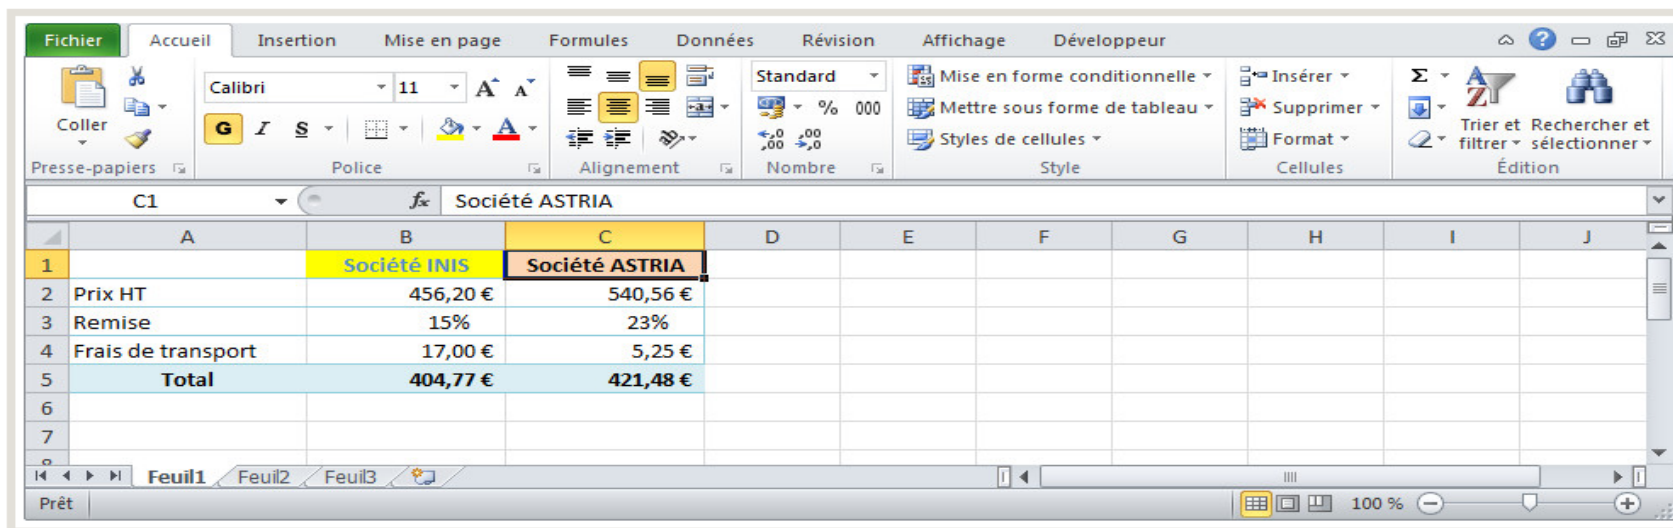 Fichier Accueil Insertion Mise en page Formules Données Révision Affichage Développeur
Calibri 11 A A Standard Mise en forme conditionnelle Insérer Σ
Coller G I S A % 000 Mettre sous forme de tableau Supprimer Trier et filtrer Rechercher et sélectionner
,00 ,00 Styles de cellules Format
Presse-papiers Police Alignement Nombre Style Cellules Édition
C1 fx Société ASTRIA
A B C D E F G H I J
1 Société INIS Société ASTRIA
2 Prix HT 456,20 € 540,56 €
3 Remise 15% 23%
4 Frais de transport 17,00 € 5,25 €
5 Total 404,77 € 421,48 €
6
7
Feuil1 Feuil2 Feuil3
Prêt 100 %